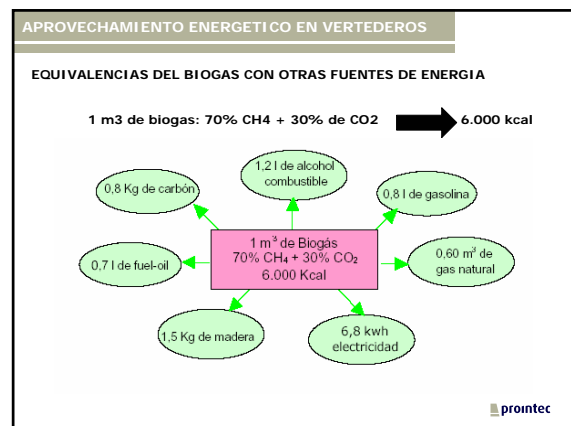 APROVECHAMIENTO ENERGETICO EN VERTEDEROS
EQUIVALENCIAS DEL BIOGAS CON OTRAS FUENTES DE ENERGIA
1 m3 de biogas: 70% CH4 + 30% de CO2 6.000 kcal
1,2 l de alcohol
combustible
0,8 Kg de carbón
0,8 l de gasolina
1 m³ de Biogás
70% CH₄ + 30% CO₂
6.000 Kcal
0,7 l de fuel-oil
0,60 m³ de
gas natural
1,5 Kg de madera
6,8 kwh
electricidad
prointec